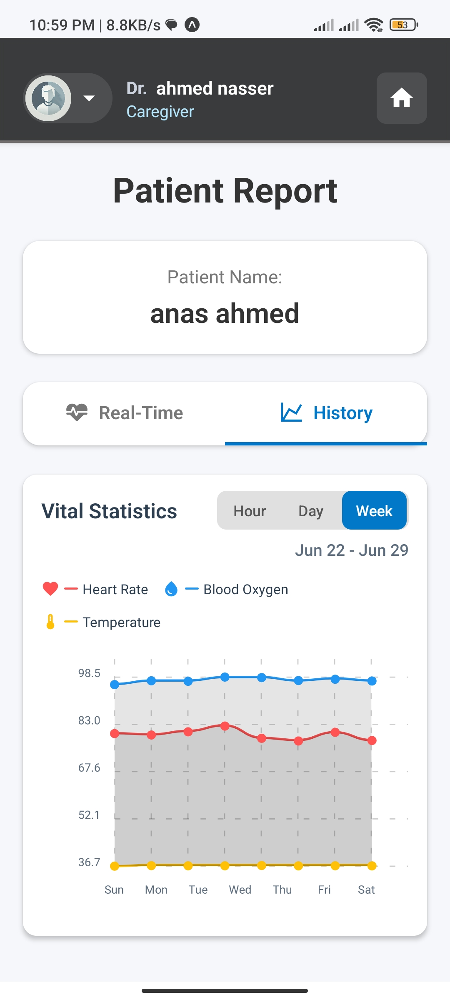 10:59 PM | 8.8KB/s
53
Dr. ahmed nasser
Caregiver
Patient Report
Patient Name:
anas ahmed
Real-Time
History
Vital Statistics
Hour
Day
Week
Jun 22 - Jun 29
Heart Rate
Blood Oxygen
Temperature
98.5
83.0
67.6
52.1
36.7
Sun Mon Tue Wed Thu Fri Sat